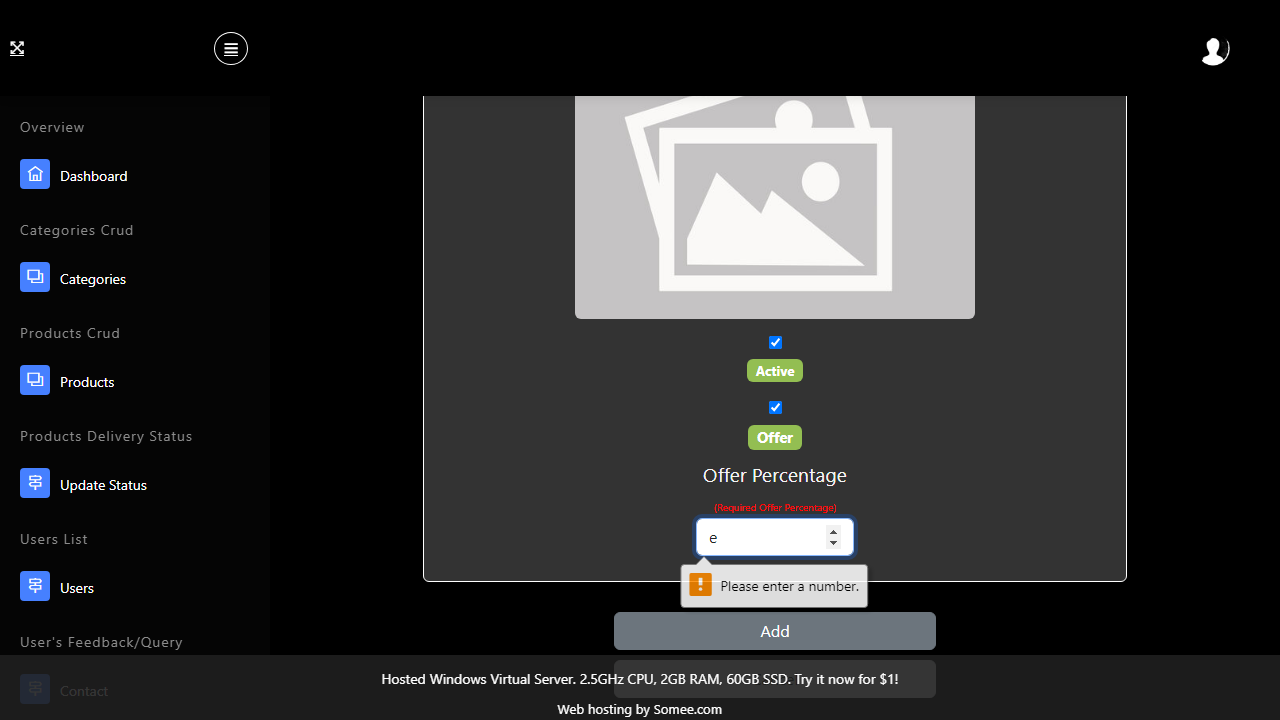 Overview
Dashboard
Categories Crud
Categories
Products Crud
Products
Products Delivery Status
Update Status
Users List
Users
User's Feedback/Query
Contact
Active
Offer
Offer Percentage
(Required Offer Percentage)
e
Please enter a number.
Add
Hosted Windows Virtual Server. 2.5GHz CPU, 2GB RAM, 60GB SSD. Try it now for $1!
Web hosting by Somee.com